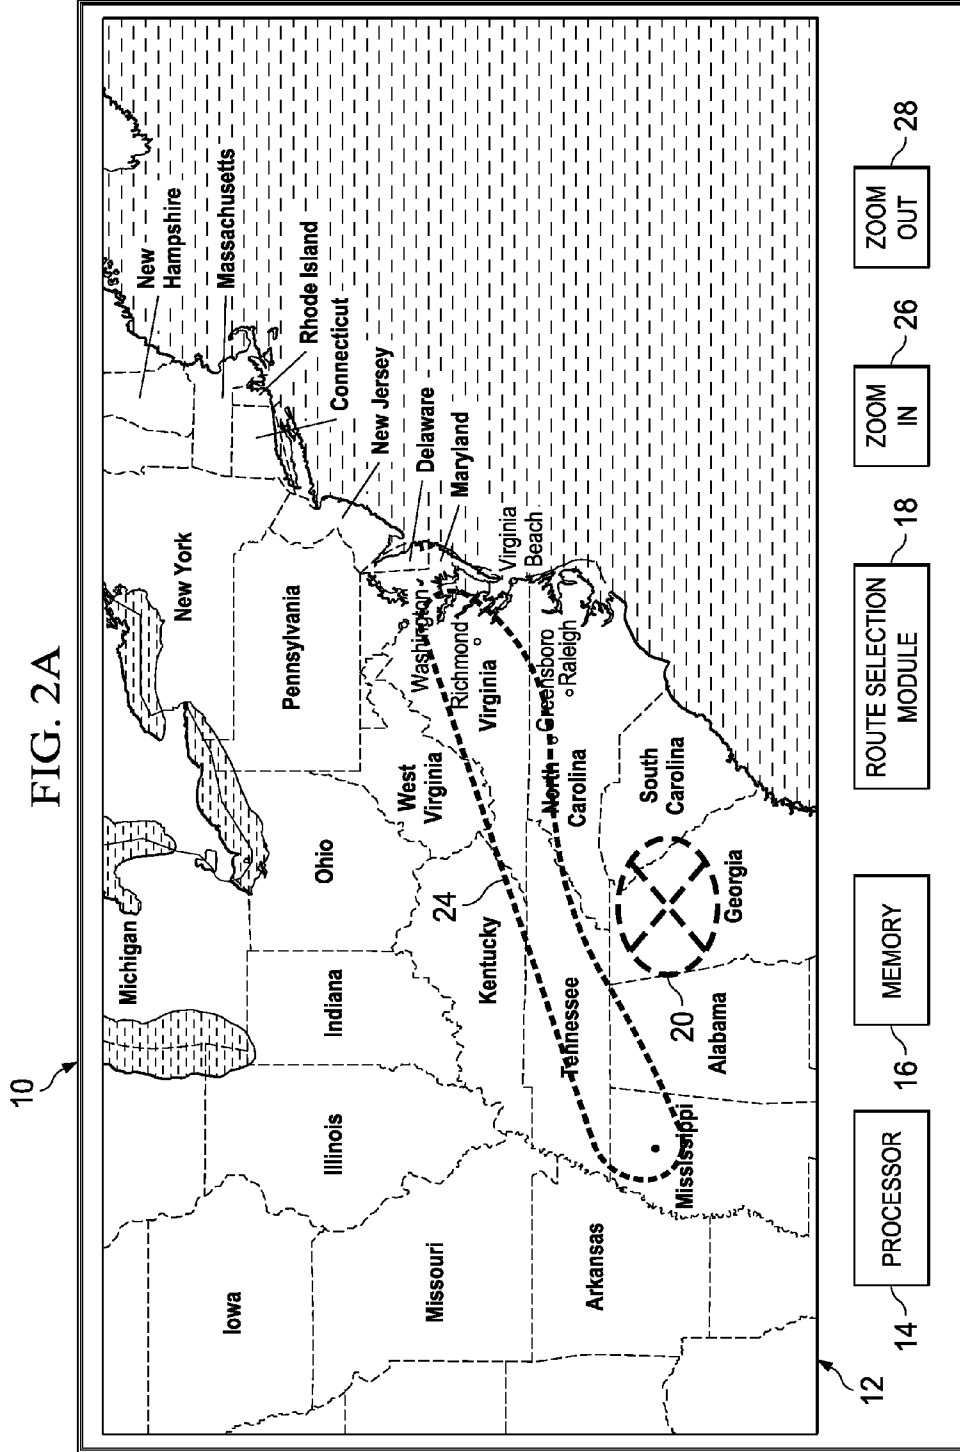 FIG. 2A
10
Michigan
New York
New
Hampshire
Massachusetts
Rhode Island
Connecticut
New Jersey
Delaware
Maryland
Iowa
Illinois
Indiana
Ohio
Pennsylvania
Washington
West
Virginia
Richmond
Virginia
Virginia
Beach
24
Missouri
Kentucky
Greensboro
Raleigh
North
Carolina
Tennessee
Arkansas
South
Carolina
20
Mississippi
Alabama
Georgia
12
14
PROCESSOR
16
MEMORY
ROUTE SELECTION
MODULE
18
ZOOM
IN
26
ZOOM
OUT
28